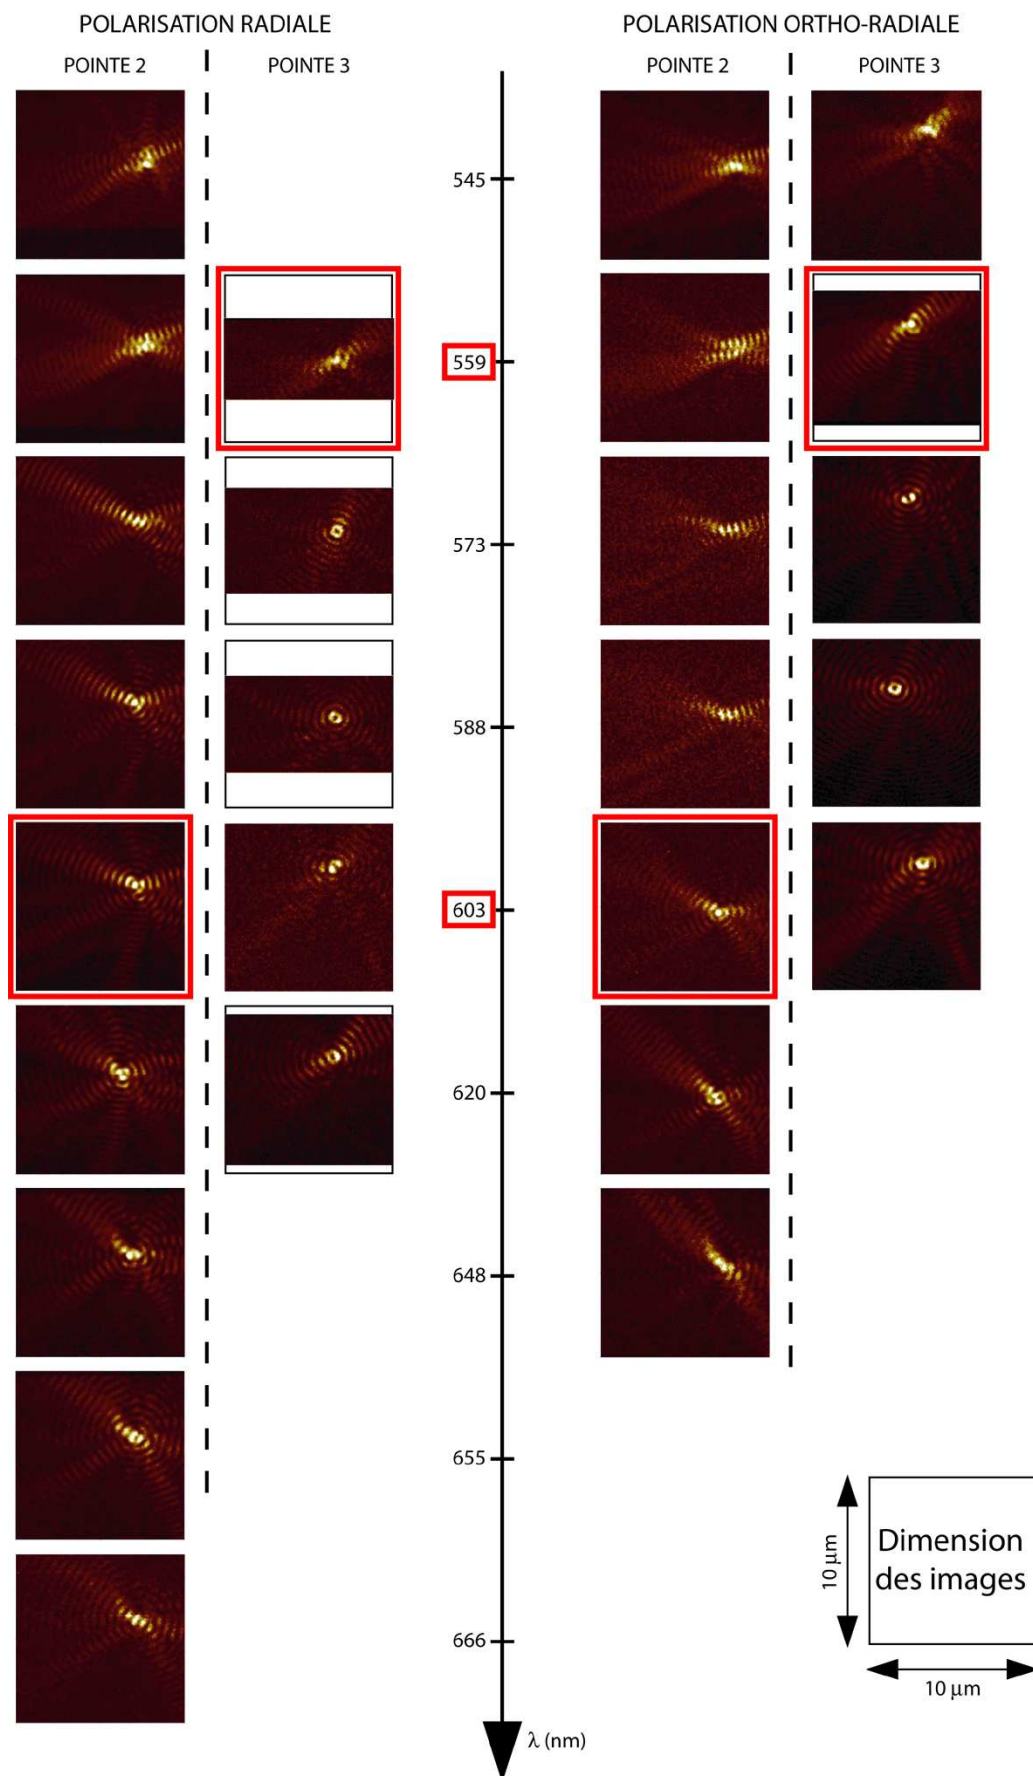 POLARISATION RADIALE
POLARISATION ORTHO-RADIALE
POINTE 2
POINTE 3
POINTE 2
POINTE 3
545
559
573
588
603
620
648
655
666
λ (nm)
10 μm
Dimension
des images
10 μm